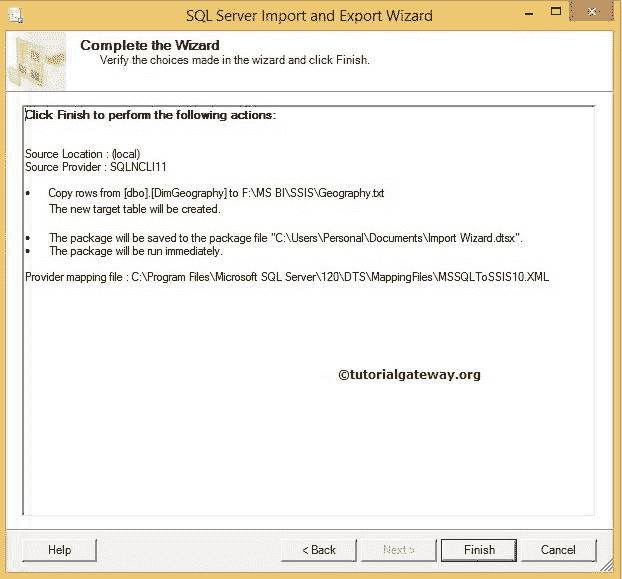 SQL Server Import and Export Wizard
Complete the Wizard
Verify the choices made in the wizard and click Finish.
Click Finish to perform the following actions:
Source Location : (local)
Source Provider : SQLNCLI11
• Copy rows from [dbo].[DimGeography] to F:\MS BI\SSIS\Geography.txt
The new target table will be created.
• The package will be saved to the package file "C:\Users\Personal\Documents\Import Wizard.dtsx".
• The package will be run immediately.
Provider mapping file : C:\Program Files\Microsoft SQL Server\120\DTS\MappingFiles\MSSQLToSSIS10.XML
©tutorialgateway.org
Help
< Back
Next >
Finish
Cancel